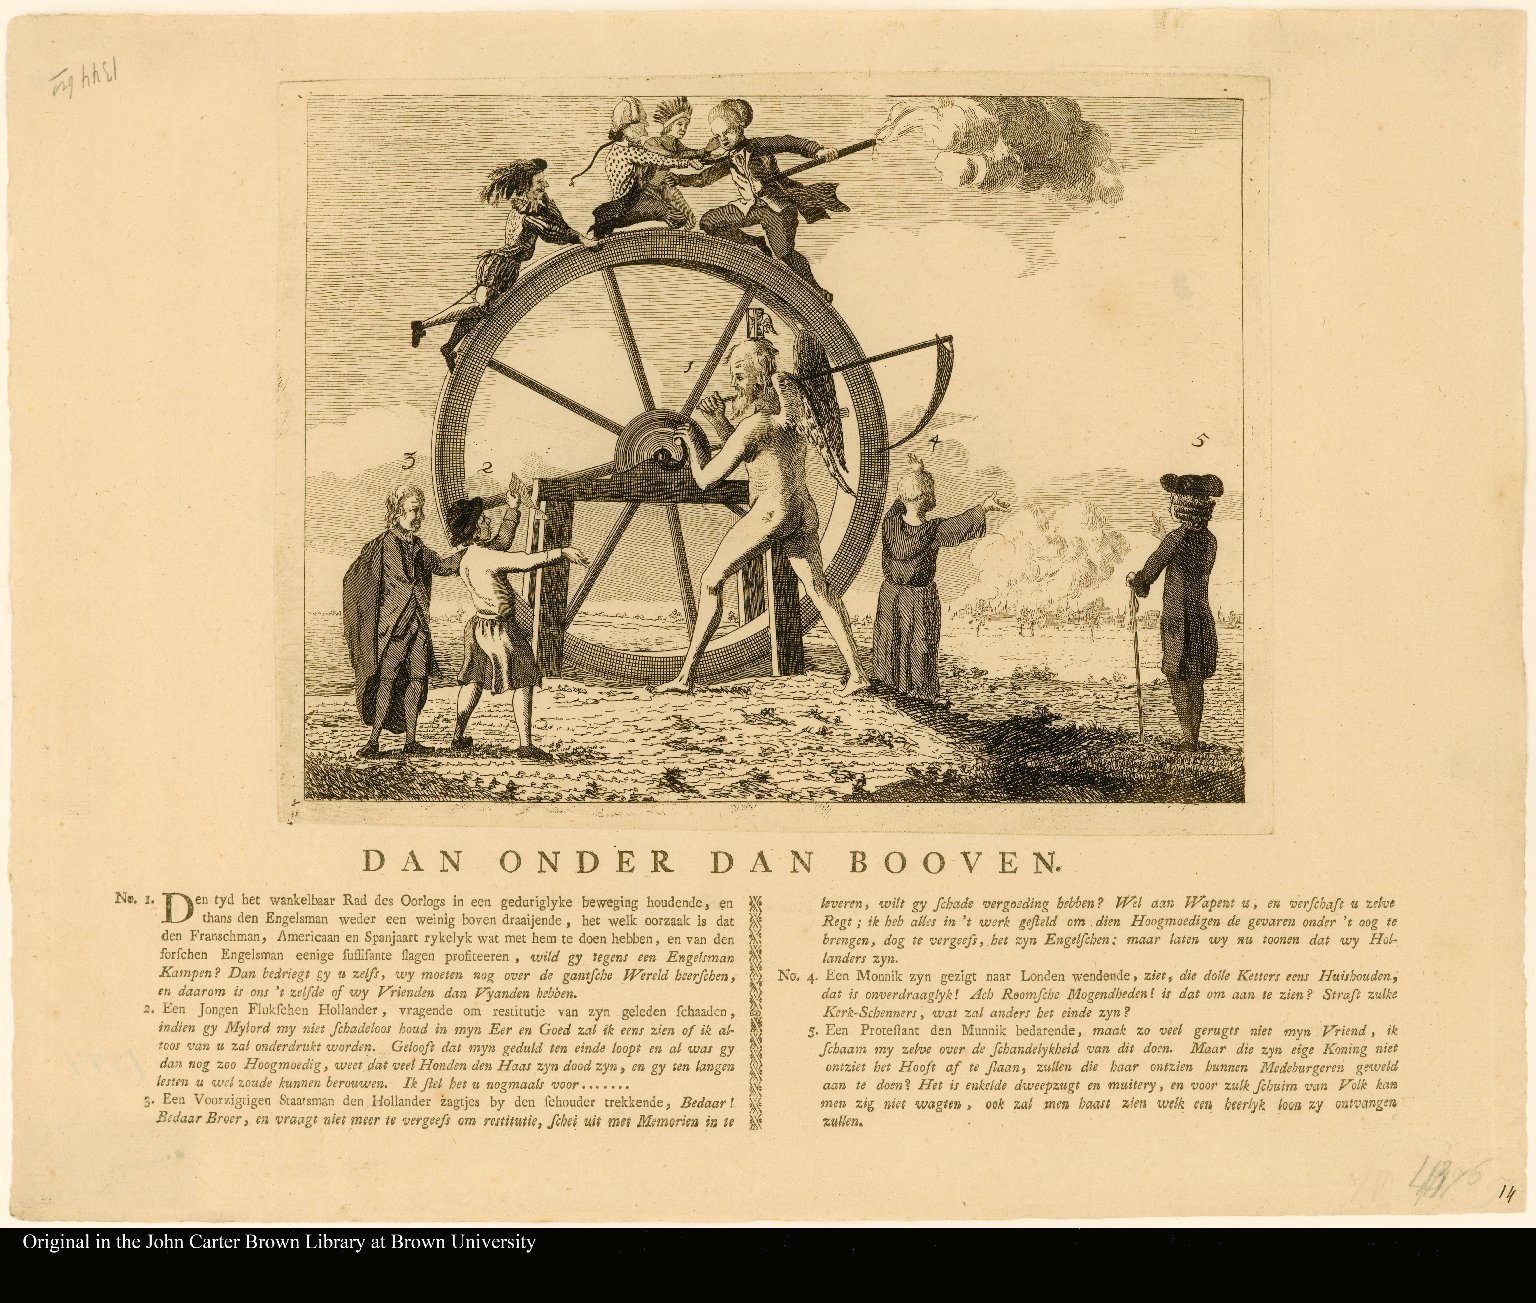 1344 bis
1
2
3
4
5
DAN ONDER DAN BOOVEN.
No. 1. Den tyd het wankelbaar Rad des Oorlogs in een geduriglyke beweging houdende, en
thans den Engelsman weder een weinig boven draaijende, het welk oorzaak is dat
den Franschman, Americaan en Spanjaart rykelyk wat met hem te doen hebben, en van den
forschen Engelsman eenige suffisante slagen profiteeren, wild gy tegens een Engelsman
Kampen? Dan bedriegt gy u zelfs, wy moeten nog over de gantsche Wereld heerschen,
en daarom is ons 't zelfde of wy Vrienden dan Vyanden hebben.
2. Een Jongen Flukschen Hollander, vragende om restitutie van zyn geleden schaaden,
indien gy Mylord my niet schadeloos houd in myn Eer en Goed zal ik eens zien of ik al-
toos van u zal onderdrukt worden. Gelooft dat myn geduld ten einde loopt en al was gy
dan nog zoo Hoogmoedig, weet dat veel Honden den Haas zyn dood zyn, en gy ten langen
lesten u wel zoude kunnen berouwen. Ik stel het u nogmaals voor.......
3. Een Voorzigtigen Staatsman den Hollander zagtjes by den schouder trekkende, Bedaar!
Bedaar Broer, en vraagt niet meer te vergeefs om restitutie, schei uit met Memorien in te
leveren, wilt gy schade vergoeding hebben? Wel aan Wapent u, en verschaft u zelve
Regt; ik heb alles in 't werk gesteld om dien Hoogmoedigen de gevaren onder 't oog te
brengen, dog te vergeefs, het zyn Engelschen: maar laten wy nu toonen dat wy Hol-
landers zyn.
No. 4. Een Monnik zyn gezigt naar Londen wendende, ziet, die dolle Ketters eens Huishouden,
dat is onverdraaglyk! Ach Roomsche Mogendheden! is dat om aan te zien? Straft zulke
Kerk-Schenners, wat zal anders het einde zyn?
5. Een Protestant den Munnik bedarende, maak zo veel gerugts niet myn Vriend, ik
schaam my zelve over de schandelykheid van dit doen. Maar die zyn eige Koning niet
ontziet het Hooft af te slaan, zullen die haar ontzien hunnen Medeburgeren geweld
aan te doen? Het is enkelde dweepzugt en muitery, en voor zulk schuim van Volk kan
men zig niet wagten, ook zal men haast zien welk een heerlyk loon zy ontvangen
zullen.
14
Original in the John Carter Brown Library at Brown University